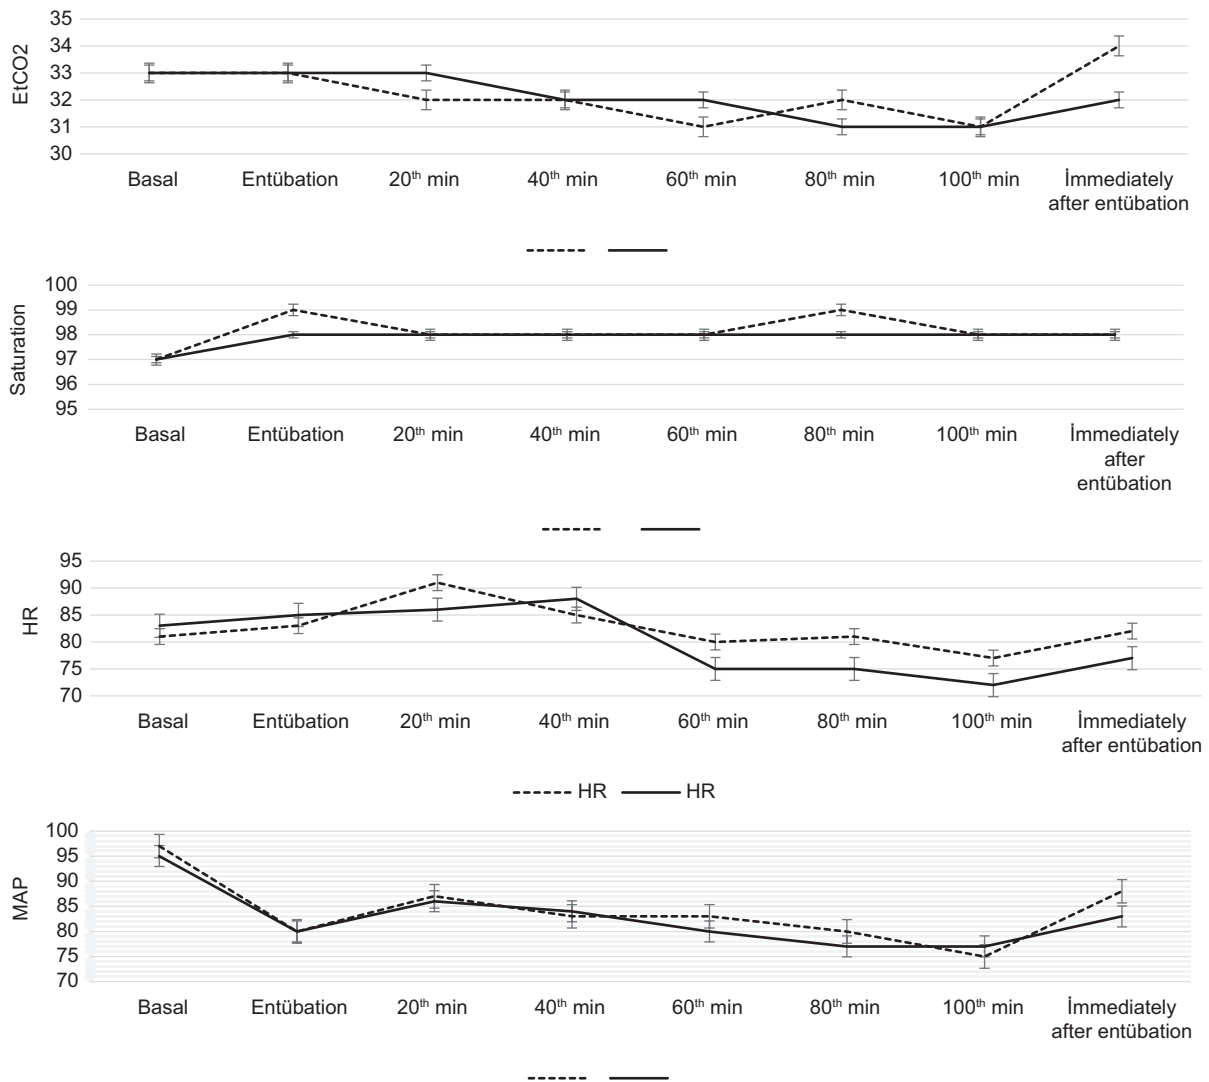 EtCO2
35
34
33
32
31
30
Basal Entübation 20th min 40th min 60th min 80th min 100th min İmmediately
after entübation
Saturation
100
99
98
97
96
95
Basal Entübation 20th min 40th min 60th min 80th min 100th min İmmediately
after
entübation
HR
95
90
85
80
75
70
Basal Entübation 20th min 40th min 60th min 80th min 100th min İmmediately
after entübation
HR HR
MAP
100
95
90
85
80
75
70
Basal Entübation 20th min 40th min 60th min 80th min 100th min İmmediately
after entübation